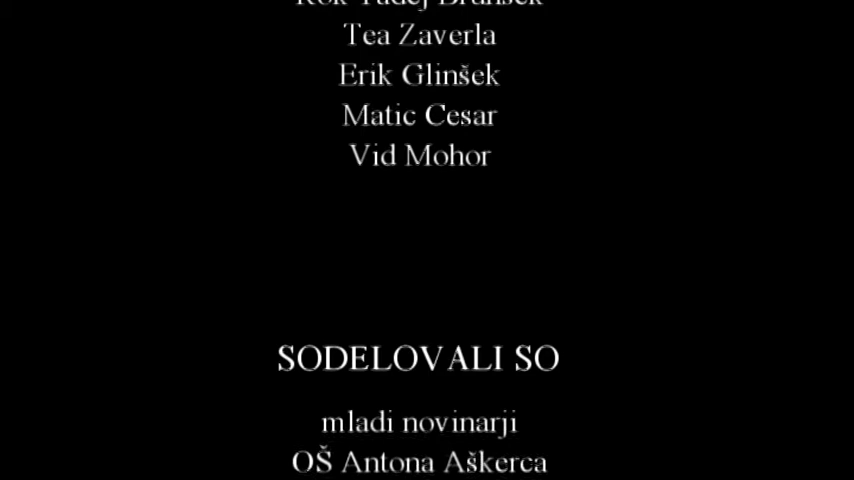 Tea Zaverla
Erik Glinšek
Matic Cesar
Vid Mohor
SODELOVALI SO
mladi novinarji
OŠ Antona Aškerca